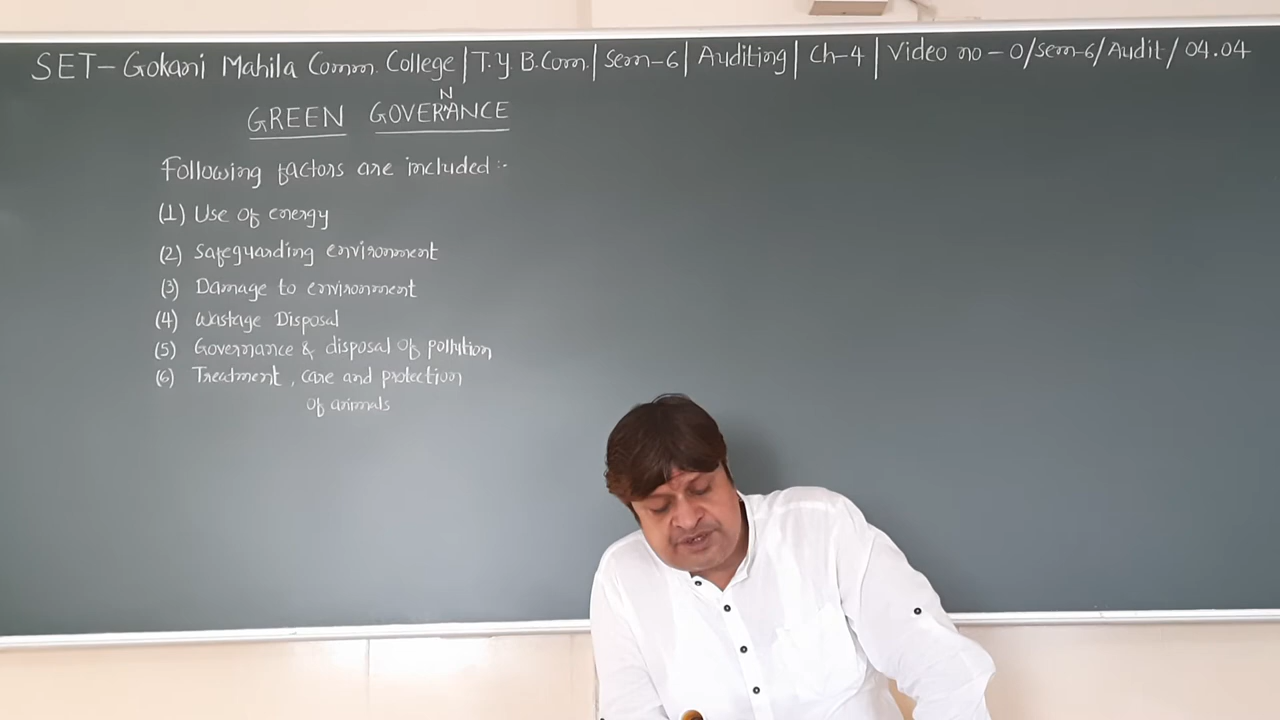 SET- Gokani Mahila Comm. College | T.Y. B.Com. | Sem-6 | Auditing | Ch-4 | Video no - 0/sem-6/Audit / 04.04
GREEN GOVERNANCE
Following factors are included :-
(1) Use of energy
(2) Safeguarding environment
(3) Damage to environment
(4) Wastage Disposal
(5) Governance & disposal of pollution
(6) Treatment, care and protection
of animals